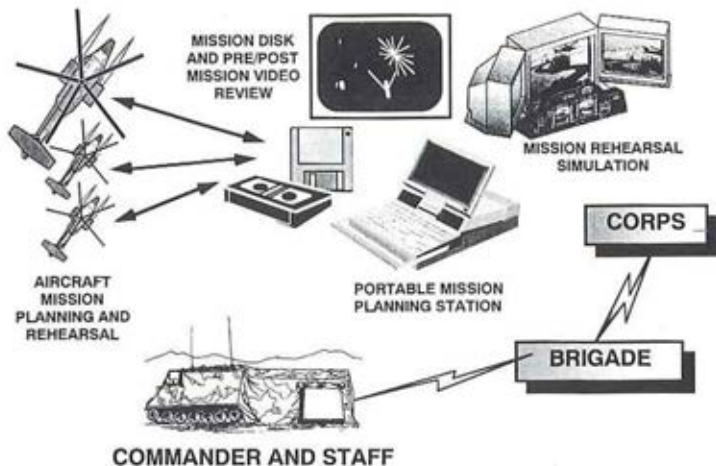 MISSION DISK
AND PRE/POST
MISSION VIDEO
REVIEW
MISSION REHEARSAL
SIMULATION
AIRCRAFT
MISSION
PLANNING AND
REHEARSAL
PORTABLE MISSION
PLANNING STATION
CORPS
BRIGADE
COMMANDER AND STAFF